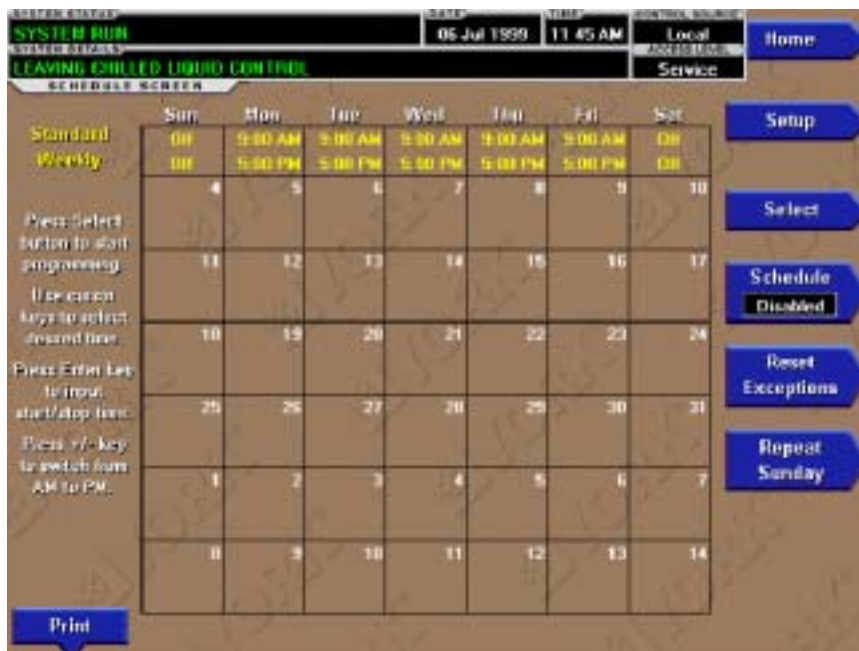 SYSTEM STATUS
SYSTEM RUN
DATE
06 Jul 1999
TIME
11 45 AM
CONTROL SOURCE
Local
SYSTEM DETAILS
LEAVING CHILLED LIQUID CONTROL
ACCESS LEVEL
Service
SCHEDULE SCREEN
Home
Setup
Select
Schedule
Disabled
Reset
Exceptions
Repeat
Sunday
Print
Standard
Weekly
Press Select
button to start
programming.
Use cursor
keys to select
desired time.
Press Enter key
to input
start/stop time.
Press +/- key
to switch from
AM to PM.
Sun Mon Tue Wed Thu Fri Sat
Off 9:00 AM 9:00 AM 9:00 AM 9:00 AM 9:00 AM Off
Off 5:00 PM 5:00 PM 5:00 PM 5:00 PM 5:00 PM Off
4 5 6 7 8 9 10
11 12 13 14 15 16 17
18 19 20 21 22 23 24
25 26 27 28 29 30 31
1 2 3 4 5 6 7
8 9 10 11 12 13 14
YORK